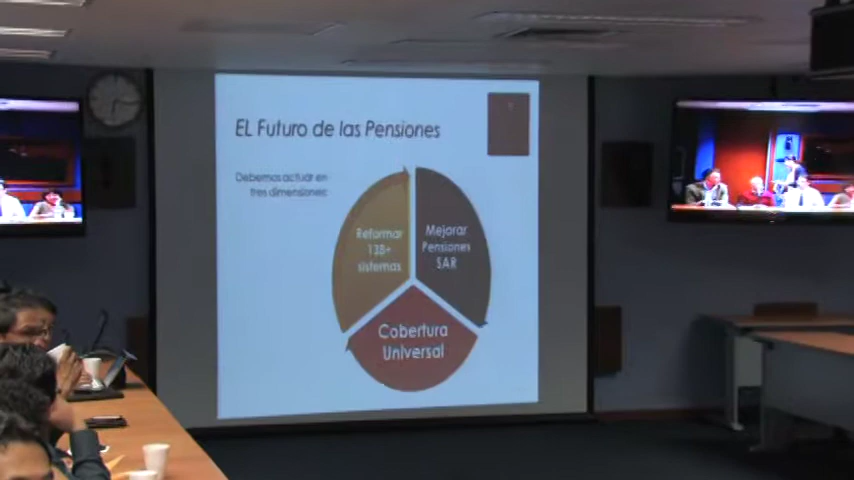 EL Futuro de las Pensiones
Debemos actuar en
tres dimensiones:
Reformar
138+
sistemas
Mejorar
Pensiones
SAR
Cobertura
Universal